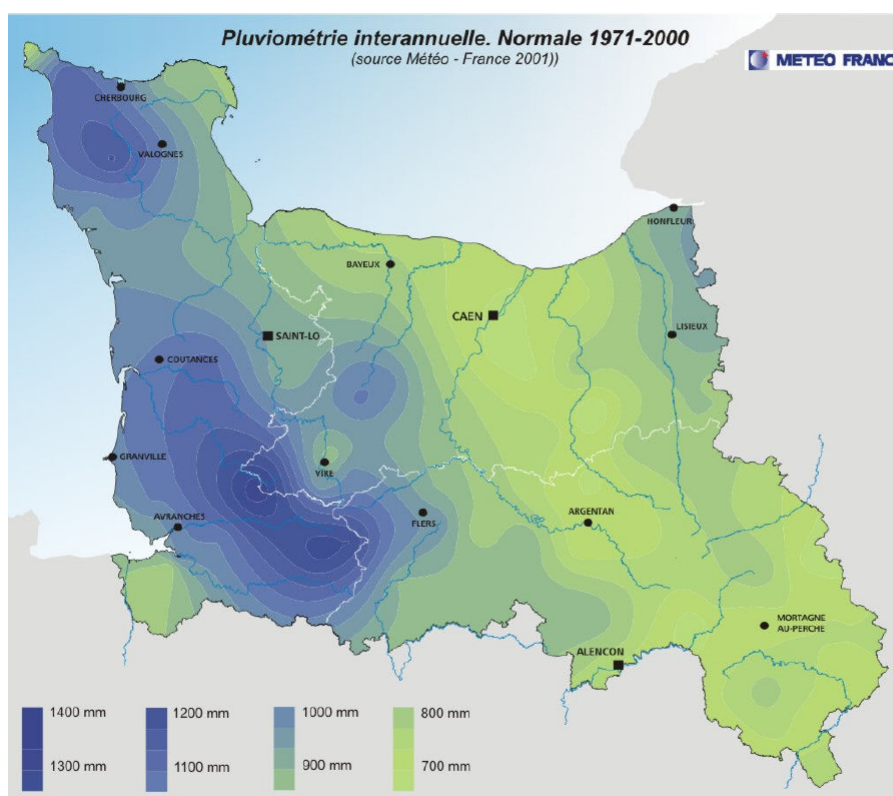 Pluviométrie interannuelle. Normale 1971-2000
(source Météo - France 2001))
METEO FRANC
CHERBOURG
VALOGNES
HONFLEUR
BAYEUX
CAEN
LISIEUX
SAINT-LO
COUTANCES
GRANVILLE
VIRE
AVRANCHES
FLERS
ARGENTAN
MORTAGNE
AU-PERCHE
ALENCON
1400 mm
1300 mm
1200 mm
1100 mm
1000 mm
900 mm
800 mm
700 mm